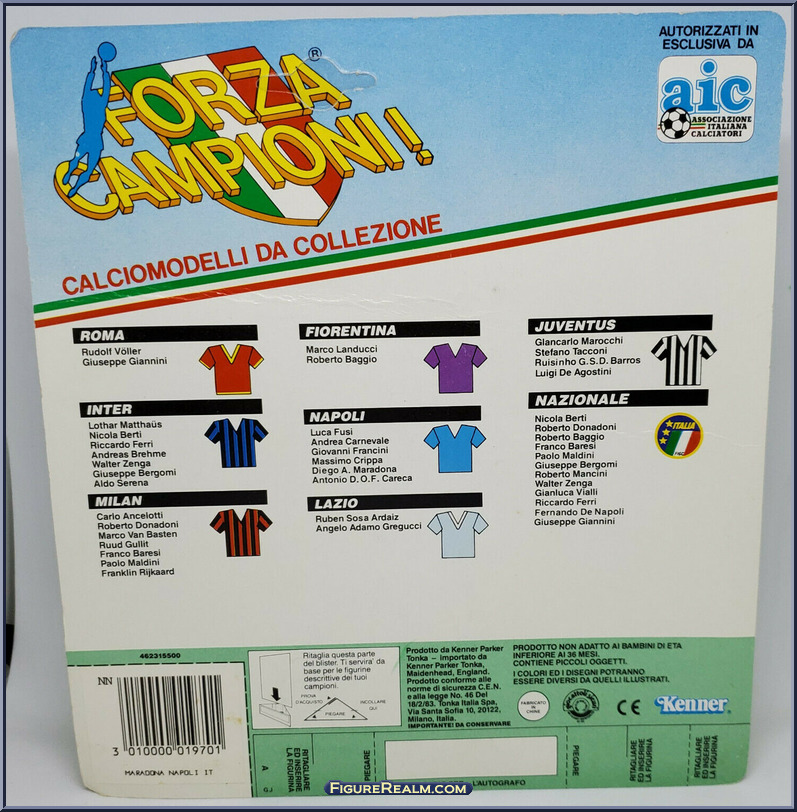 FORZA
CAMPIONI!
®
AUTORIZZATI IN
ESCLUSIVA DA
aic
ASSOCIAZIONE
ITALIANA
CALCIATORI
CALCIOMODELLI DA COLLEZIONE
ROMA
Rudolf Völler
Giuseppe Giannini
INTER
Lothar Matthaüs
Nicola Berti
Riccardo Ferri
Andreas Brehme
Walter Zenga
Giuseppe Bergomi
Aldo Serena
MILAN
Carlo Ancelotti
Roberto Donadoni
Marco Van Basten
Ruud Gullit
Franco Baresi
Paolo Maldini
Franklin Rijkaard
FIORENTINA
Marco Landucci
Roberto Baggio
NAPOLI
Luca Fusi
Andrea Carnevale
Giovanni Francini
Massimo Crippa
Diego A. Maradona
Antonio D.O.F. Careca
LAZIO
Ruben Sosa Ardaiz
Angelo Adamo Gregucci
JUVENTUS
Giancarlo Marocchi
Stefano Tacconi
Ruisinho G.S.D. Barros
Luigi De Agostini
NAZIONALE
Nicola Berti
Roberto Donadoni
Roberto Baggio
Franco Baresi
Paolo Maldini
Giuseppe Bergomi
Roberto Mancini
Walter Zenga
Gianluca Vialli
Riccardo Ferri
Fernando De Napoli
Giuseppe Giannini
ITALIA
FIGC
462315500
NN
3 010000 019701
MARADONA NAPOLI IT
Ritaglia questa parte
del blister. Ti servira' da
base per le figurine
descrittive dei tuoi
campioni.
PROVA
D'ACQUISTO
INCOLLARE
QUI
PIEGARE
Prodotto da Kenner Parker
Tonka – importato da
Kenner Parker Tonka,
Maidenhead, England.
Prodotto conforme alle
norme di sicurezza C.E.N.
e alla legge No. 46 Del
18/2/83. Tonka Italia Spa,
Via Santa Sofia 10, 20122,
Milano, Italia.
IMPORTANTE! DA CONSERVARE
PRODOTTO NON ADATTO AI BAMBINI DI ETA
INFERIORE AI 36 MESI.
CONTIENE PICCOLI OGGETTI.
I COLORI ED I DISEGNI POTRANNO
ESSERE DIVERSI DA QUELLI ILLUSTRATI.
FABRICATO
IN
CHINE
CE
Kenner
A
GJ
RITAGLIARE
ED INSERIRE
LA FIGURINA
PIEGARE
L'AUTOGRAFO
PIEGARE
RITAGLIARE
ED INSERIRE
LA FIGURINA
RITAGLIARE
ED INSERIRE
LA FIGURINA
FIGUREREALM.COM